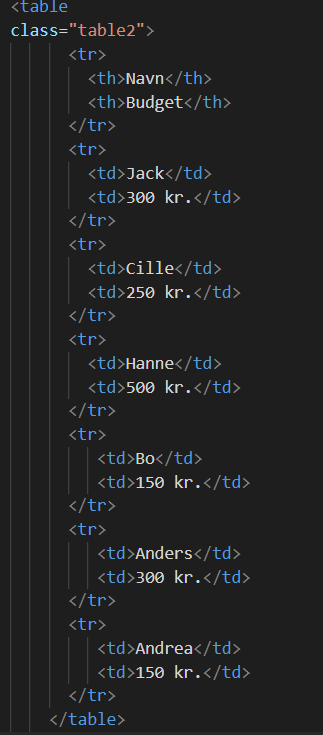 <table
class="table2">
<tr>
<th>Navn</th>
<th>Budget</th>
</tr>
<tr>
<td>Jack</td>
<td>300 kr.</td>
</tr>
<tr>
<td>Cille</td>
<td>250 kr.</td>
</tr>
<tr>
<td>Hanne</td>
<td>500 kr.</td>
</tr>
<tr>
<td>Bo</td>
<td>150 kr.</td>
</tr>
<tr>
<td>Anders</td>
<td>300 kr.</td>
</tr>
<tr>
<td>Andrea</td>
<td>150 kr.</td>
</tr>
</table>